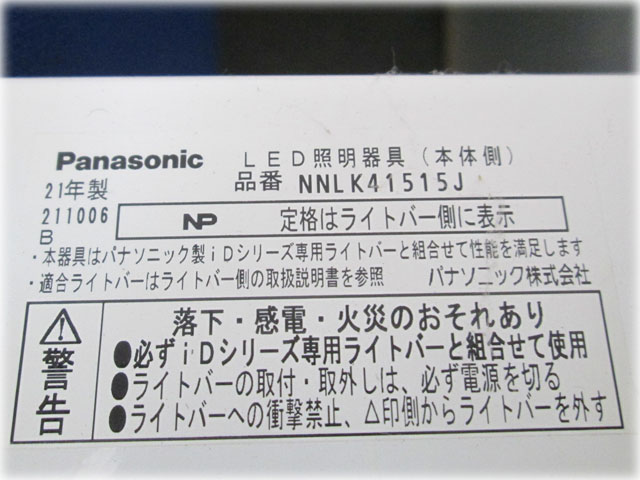 Panasonic LED照明器具(本体側)
21年製 品番 NNLK41515J
211006 NP 定格はライトバー側に表示
B
・本器具はパナソニック製iDシリーズ専用ライトバーと組合せて性能を満足します
・適合ライトバーはライトバー側の取扱説明書を参照 パナソニック株式会社
警告
落下・感電・火災のおそれあり
●必ずiDシリーズ専用ライトバーと組合せて使用
●ライトバーの取付・取外しは、必ず電源を切る
●ライトバーへの衝撃禁止、△印側からライトバーを外す